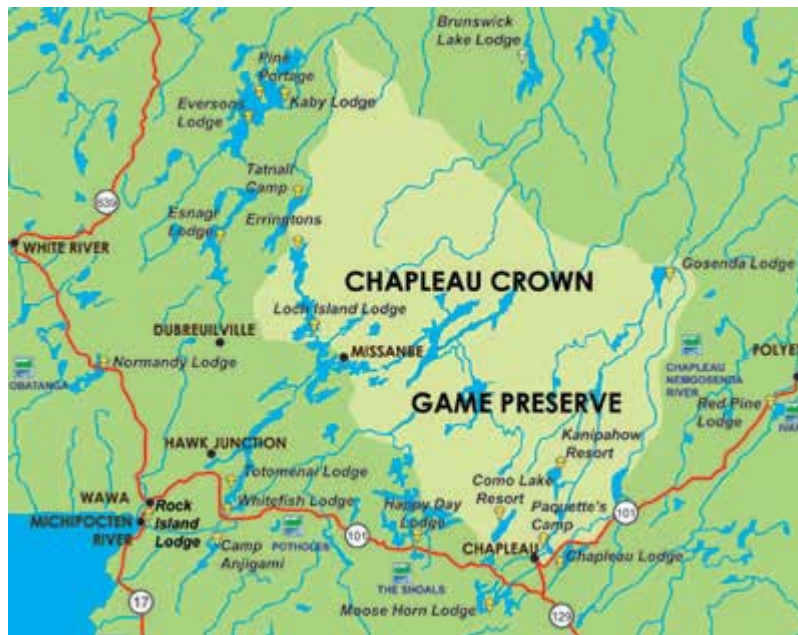 Brunswick
Lake Lodge
Pine
Portage
Kaby Lodge
Eversons
Lodge
Tatnall
Camp
Esnagi
Lodge
Erringtons
639
WHITE RIVER
Gosenda Lodge
CHAPLEAU CROWN
Loch Island Lodge
DUBREUILVILLE
MISSANBE
OBATANGA
Normandy Lodge
CHAPLEAU
NEMGOSENDA
RIVER
POLYE
GAME PRESERVE
Red Pine
Lodge
IVAN
Kanipahow
Resort
HAWK JUNCTION
Totomenai Lodge
Como Lake
Resort
WAWA
Rock
Island
Lodge
Whitefish Lodge
Happy Day
Lodge
Paquette's
Camp
101
MICHIPOCTEN
RIVER
POTHOLES
101
Camp
Anjigami
CHAPLEAU
Chapleau Lodge
THE SHOALS
17
Moose Horn Lodge
129